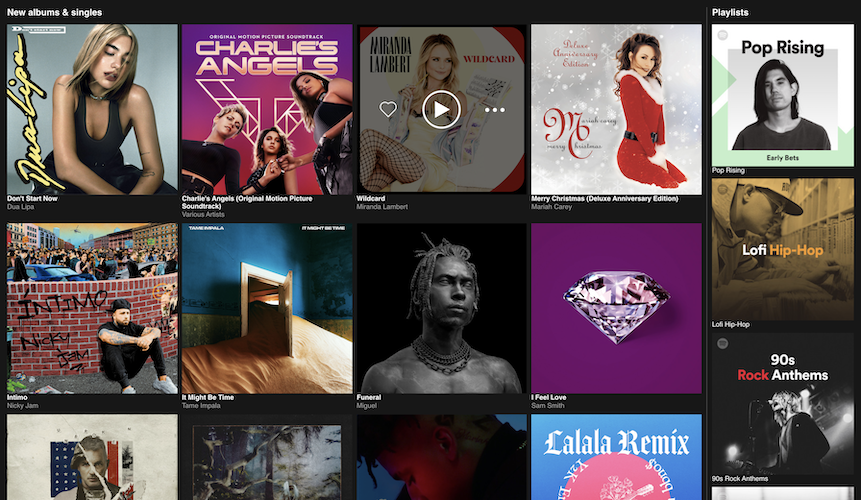 New albums & singles
Playlists
DON'T START NOW
Dua Lipa
Don't Start Now
Dua Lipa
ORIGINAL MOTION PICTURE SOUNDTRACK
CHARLIE'S
ANGELS
Charlie's Angels (Original Motion Picture
Soundtrack)
Various Artists
MIRANDA
LAMBERT
WILDCARD
Wildcard
Miranda Lambert
Deluxe
Anniversary
Edition
Mariah Carey
merry Christmas
Merry Christmas (Deluxe Anniversary Edition)
Mariah Carey
Pop Rising
Early Bets
Pop Rising
INTIMO
NICKY
JAM
Intimo
Nicky Jam
TAME IMPALA
IT MIGHT BE TIME
It Might Be Time
Tame Impala
Funeral
Miguel
I Feel Love
Sam Smith
Lofi Hip-Hop
Lofi Hip-Hop
90s
Rock Anthems
90s Rock Anthems
Lalala Remix
Y2K